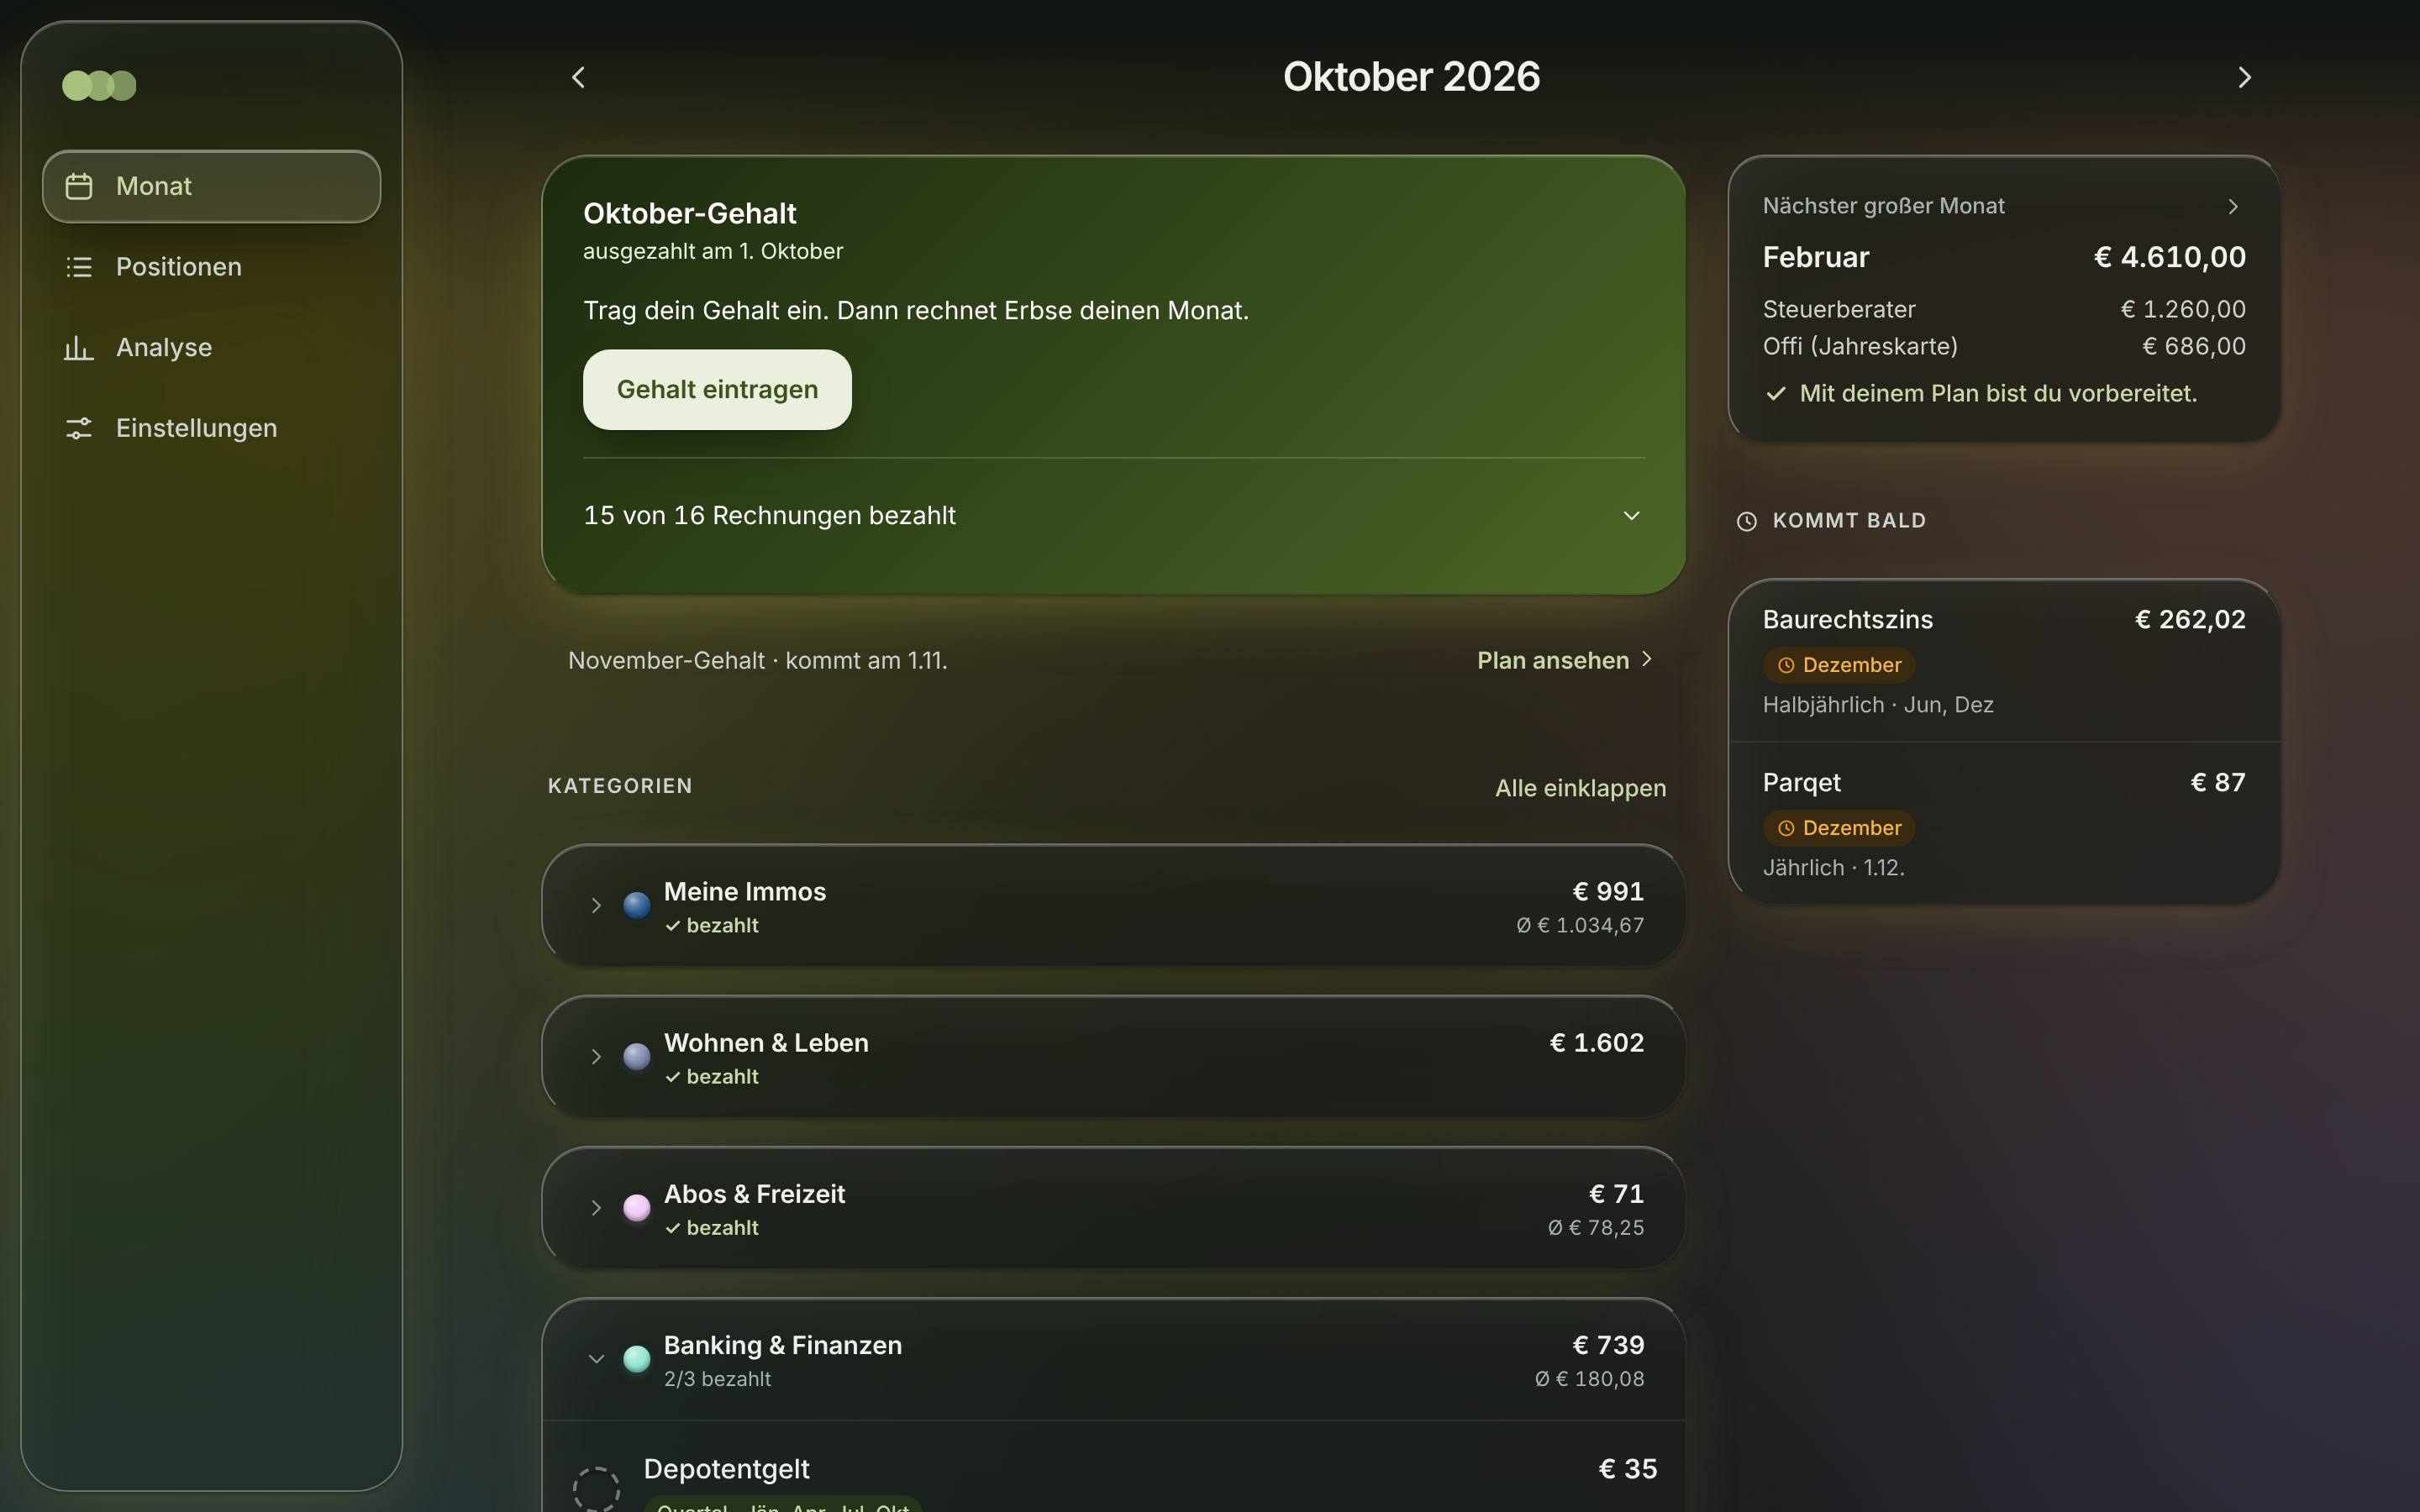 Monat
Positionen
Analyse
Einstellungen
Oktober 2026
Oktober-Gehalt
ausgezahlt am 1. Oktober
Trag dein Gehalt ein. Dann rechnet Erbse deinen Monat.
Gehalt eintragen
15 von 16 Rechnungen bezahlt
November-Gehalt · kommt am 1.11.
Plan ansehen
KATEGORIEN
Alle einklappen
Meine Immos
€ 991
bezahlt
Ø € 1.034,67
Wohnen & Leben
€ 1.602
bezahlt
Abos & Freizeit
€ 71
bezahlt
Ø € 78,25
Banking & Finanzen
€ 739
2/3 bezahlt
Ø € 180,08
Depotentgelt
€ 35
Quartal · Jän, Apr, Jul, Okt
Nächster großer Monat
Februar
€ 4.610,00
Steuerberater
€ 1.260,00
Offi (Jahreskarte)
€ 686,00
Mit deinem Plan bist du vorbereitet.
KOMMT BALD
Baurechtszins
€ 262,02
Dezember
Halbjährlich · Jun, Dez
Parqet
€ 87
Dezember
Jährlich · 1.12.